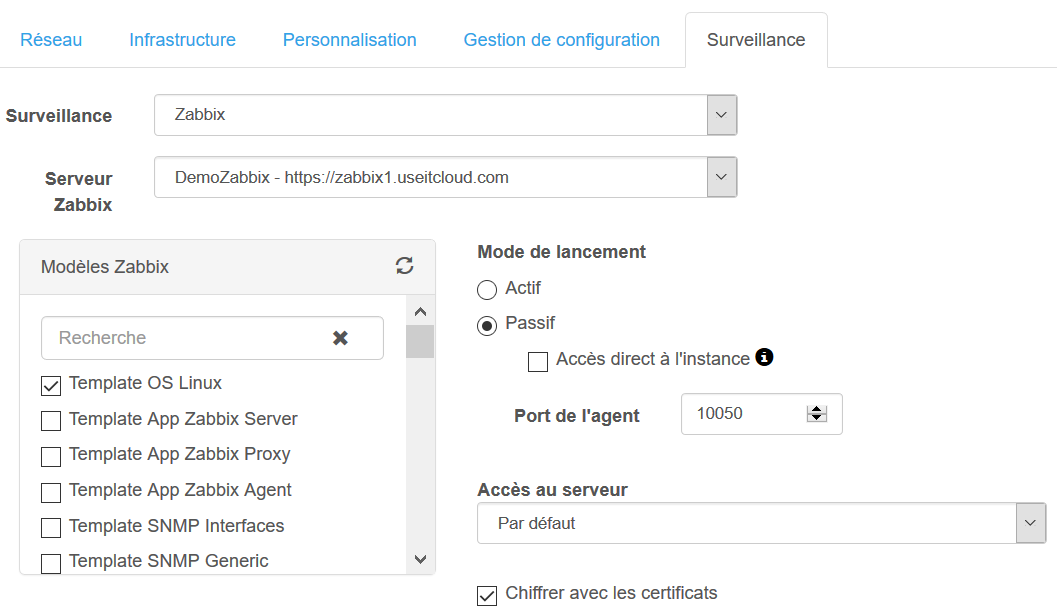 Réseau Infrastructure Personnalisation Gestion de configuration Surveillance
Surveillance Zabbix
Serveur Zabbix DemoZabbix - https://zabbix1.useitcloud.com
Modèles Zabbix
Recherche
Template OS Linux
Template App Zabbix Server
Template App Zabbix Proxy
Template App Zabbix Agent
Template SNMP Interfaces
Template SNMP Generic
Mode de lancement
Actif
Passif
Accès direct à l'instance
Port de l'agent 10050
Accès au serveur
Par défaut
Chiffrer avec les certificats